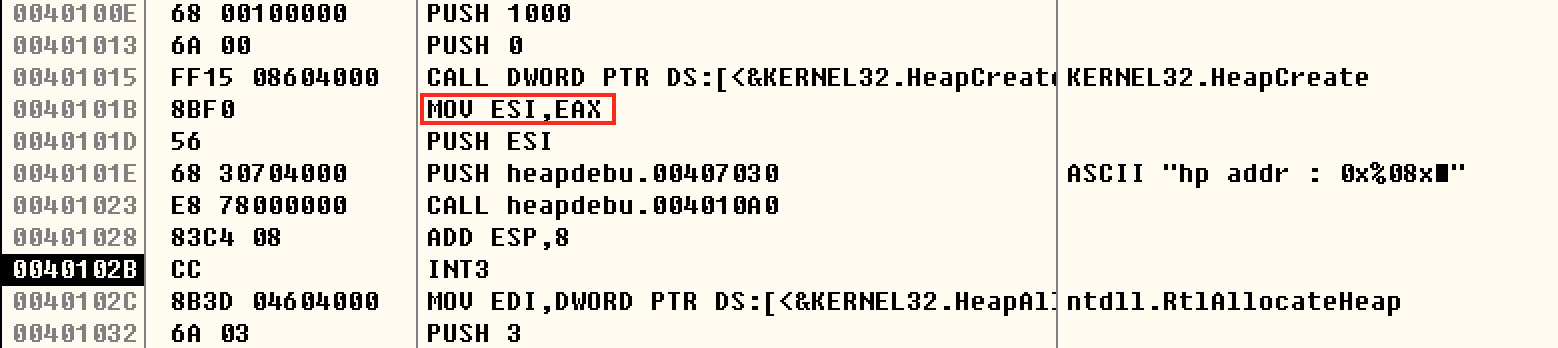 0040100E 68 00100000 PUSH 1000
00401013 6A 00 PUSH 0
00401015 FF15 08604000 CALL DWORD PTR DS:[<&KERNEL32.HeapCreate KERNEL32.HeapCreate
0040101B 8BF0 MOV ESI,EAX
0040101D 56 PUSH ESI
0040101E 68 30704000 PUSH heapdebu.00407030 ASCII "hp addr : 0x%08x■"
00401023 E8 78000000 CALL heapdebu.004010A0
00401028 83C4 08 ADD ESP,8
0040102B CC INT3
0040102C 8B3D 04604000 MOV EDI,DWORD PTR DS:[<&KERNEL32.HeapAll ntdll.RtlAllocateHeap
00401032 6A 03 PUSH 3